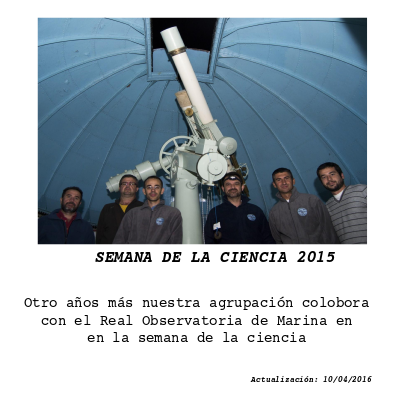 SEMANA DE LA CIENCIA 2015
Otro años más nuestra agrupación colobora
con el Real Observatoria de Marina en
en la semana de la ciencia
Actualización: 10/04/2016